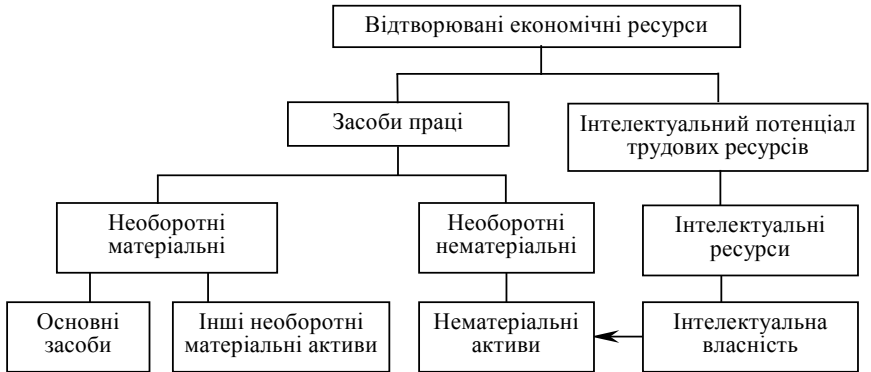 Відтворювані економічні ресурси
Засоби праці
Інтелектуальний потенціал
трудових ресурсів
Необоротні
матеріальні
Необоротні
нематеріальні
Інтелектуальні
ресурси
Основні
засоби
Інші необоротні
матеріальні активи
Нематеріальні
активи
Інтелектуальна
власність